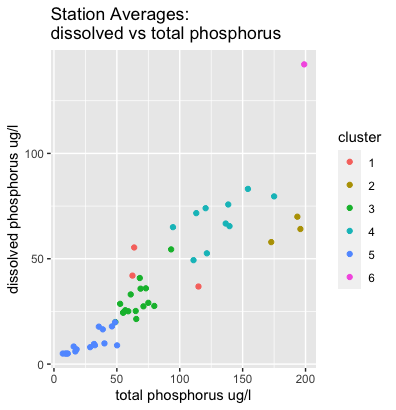 Station Averages:
dissolved vs total phosphorus
dissolved phosphorus ug/l
100
50
0
0 50 100 150 200
total phosphorus ug/l
cluster
1
2
3
4
5
6